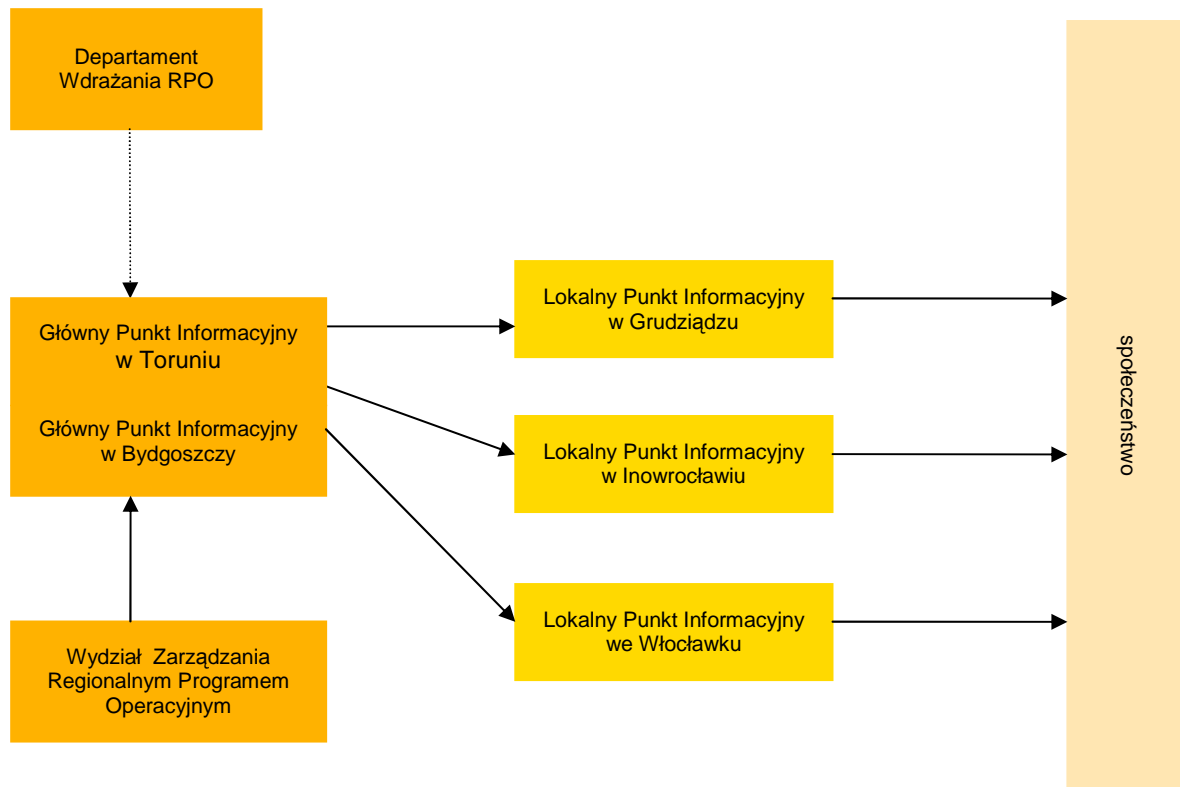 Departament
Wdrażania RPO
Główny Punkt Informacyjny
w Toruniu
Główny Punkt Informacyjny
w Bydgoszczy
Wydział Zarządzania
Regionalnym Programem
Operacyjnym
Lokalny Punkt Informacyjny
w Grudziądzu
Lokalny Punkt Informacyjny
w Inowrocławiu
Lokalny Punkt Informacyjny
we Włocławku
społeczeństwo